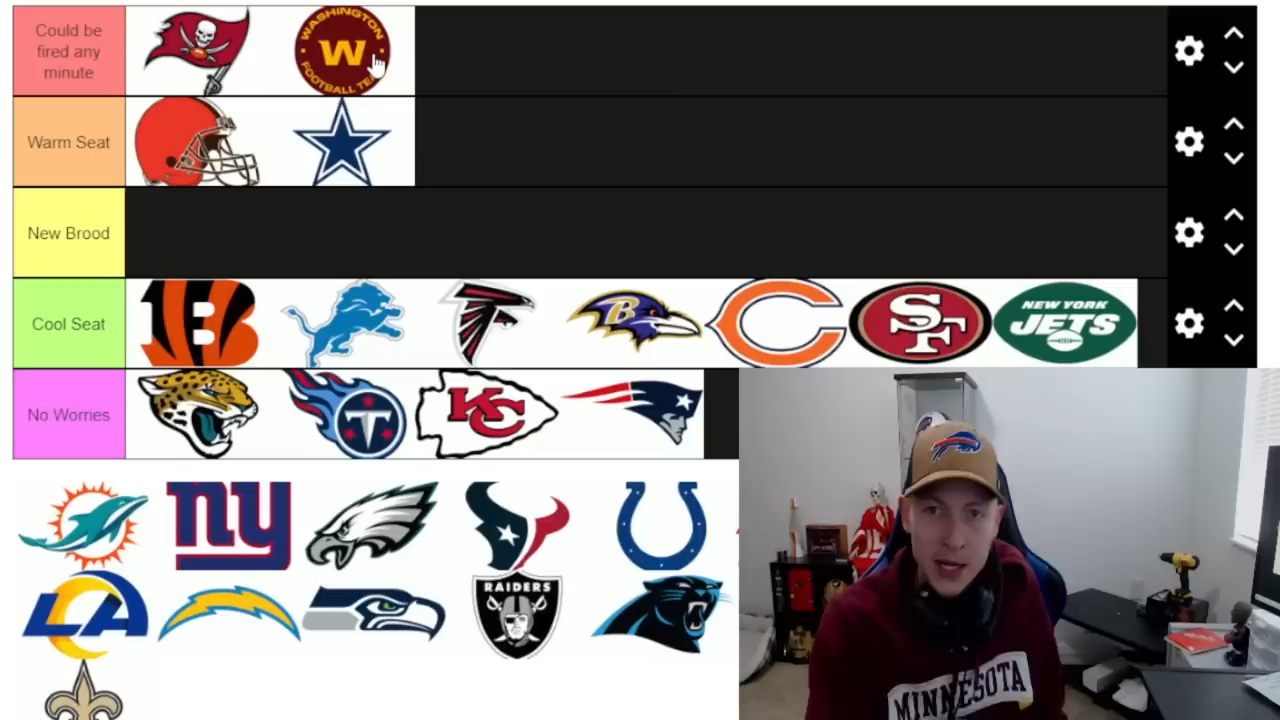 Could be
fired any
minute
WASHINGTON
W
FOOTBALL TEA
Warm Seat
New Brood
Cool Seat
B
B
C
SF
NEW YORK
JETS
No Worries
T
KC
ny
LA
RAIDERS
MINNESOTA